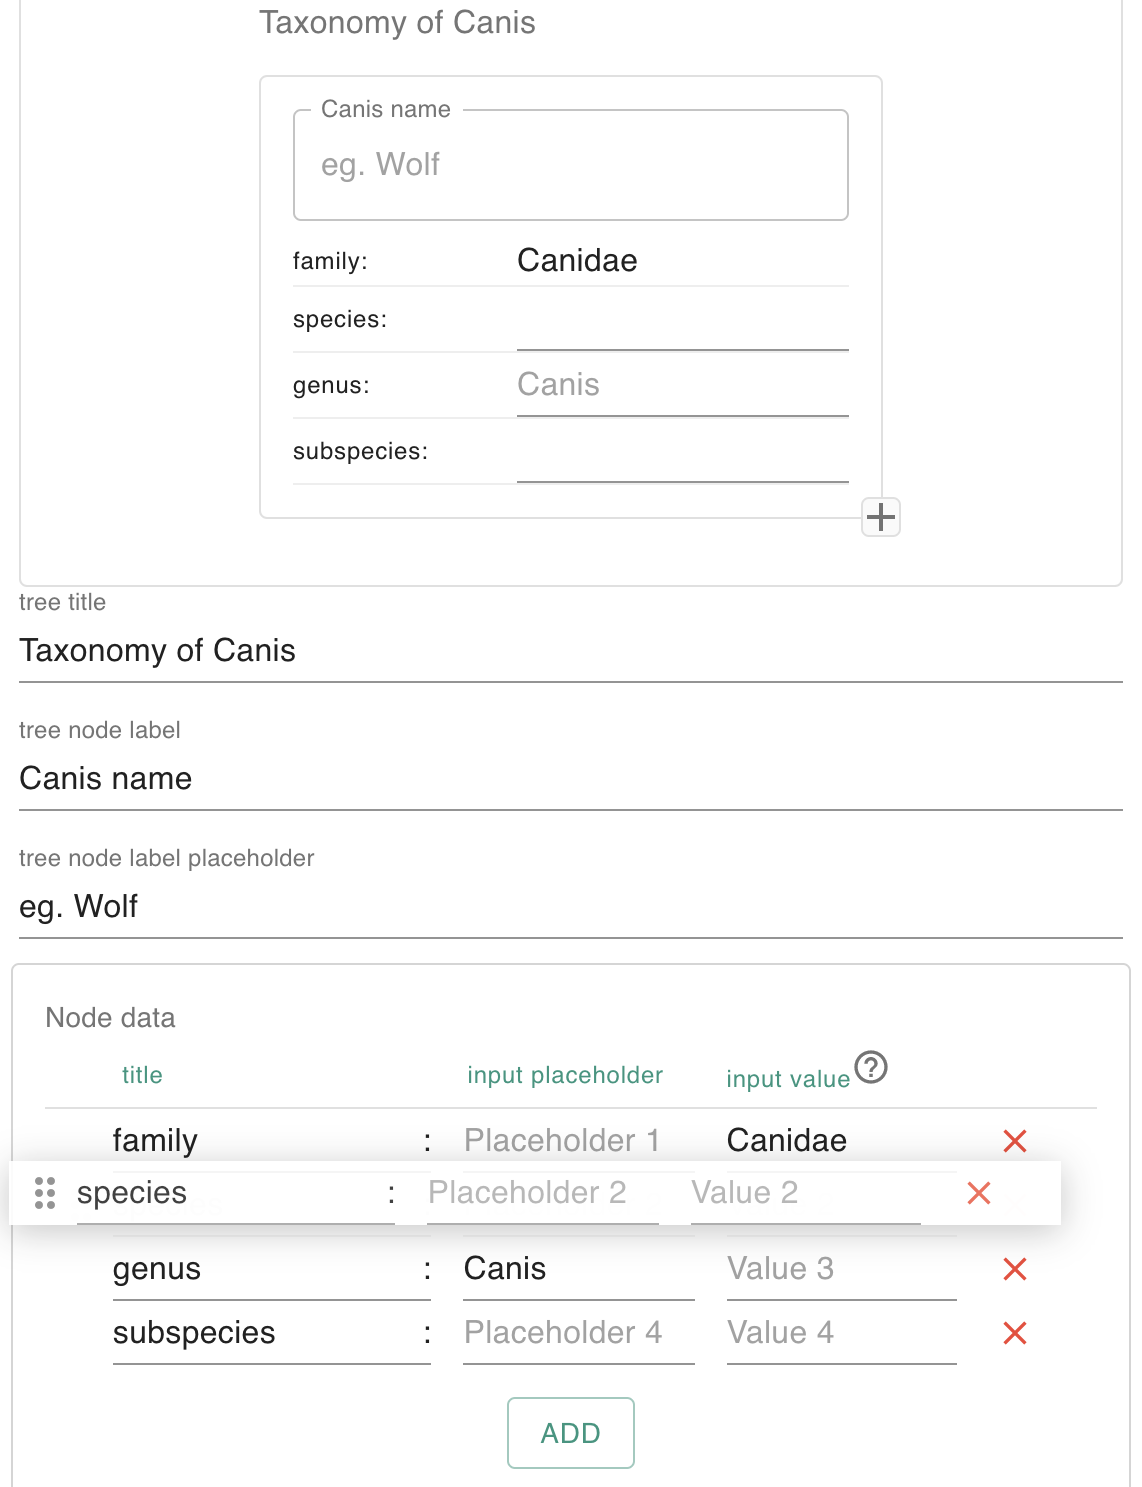 Taxonomy of Canis
Canis name
eg. Wolf
family: Canidae
species:
genus: Canis
subspecies:
tree title
Taxonomy of Canis
tree node label
Canis name
tree node label placeholder
eg. Wolf
Node data
title input placeholder input value ?
family : Placeholder 1 Canidae
species : Placeholder 2 Value 2
genus : Canis Value 3
subspecies : Placeholder 4 Value 4
ADD